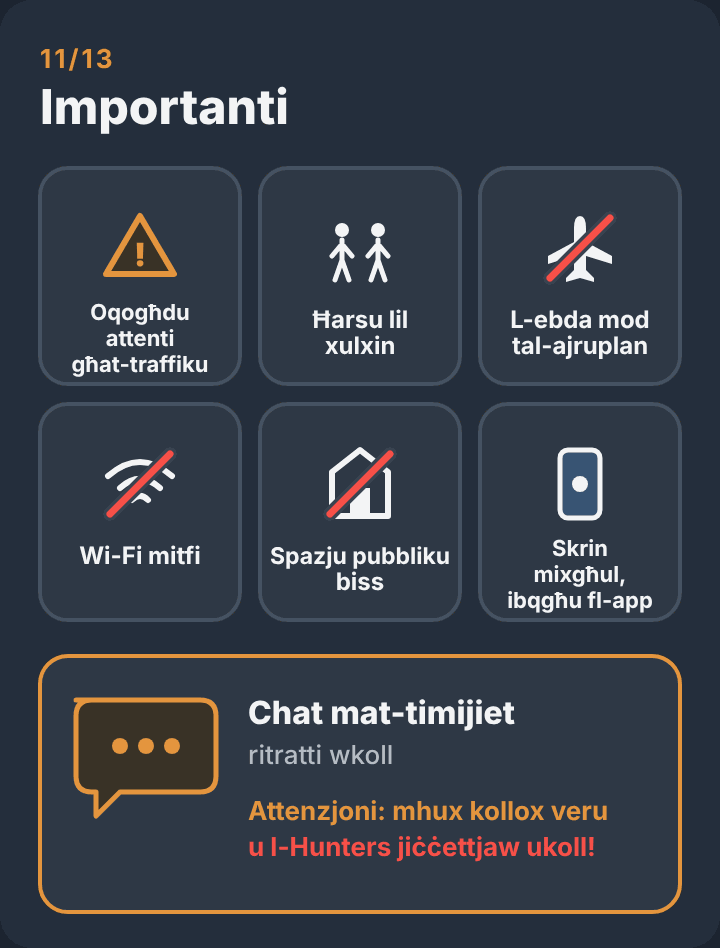 11/13
Importanti
Oqogħdu
attenti
għat-traffiku
Ħarsu lil
xulxin
L-ebda mod
tal-ajruplan
Wi-Fi mitfi
Spazju pubbliku
biss
Skrin
mixgħul,
ibqgħu fl-app
Chat mat-timijiet
ritratti wkoll
Attenzjoni: mhux kollox veru
u l-Hunters jiċċettjaw ukoll!